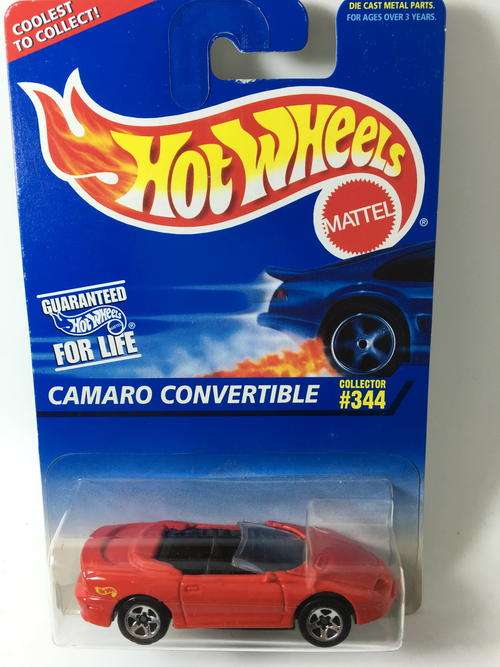 COOLEST
TO COLLECT!
DIE CAST METAL PARTS.
FOR AGES OVER 3 YEARS.
HOT WHEELS
MATTEL
®
GUARANTEED
HOT WHEELS ®
FOR LIFE
CAMARO CONVERTIBLE
COLLECTOR
#344